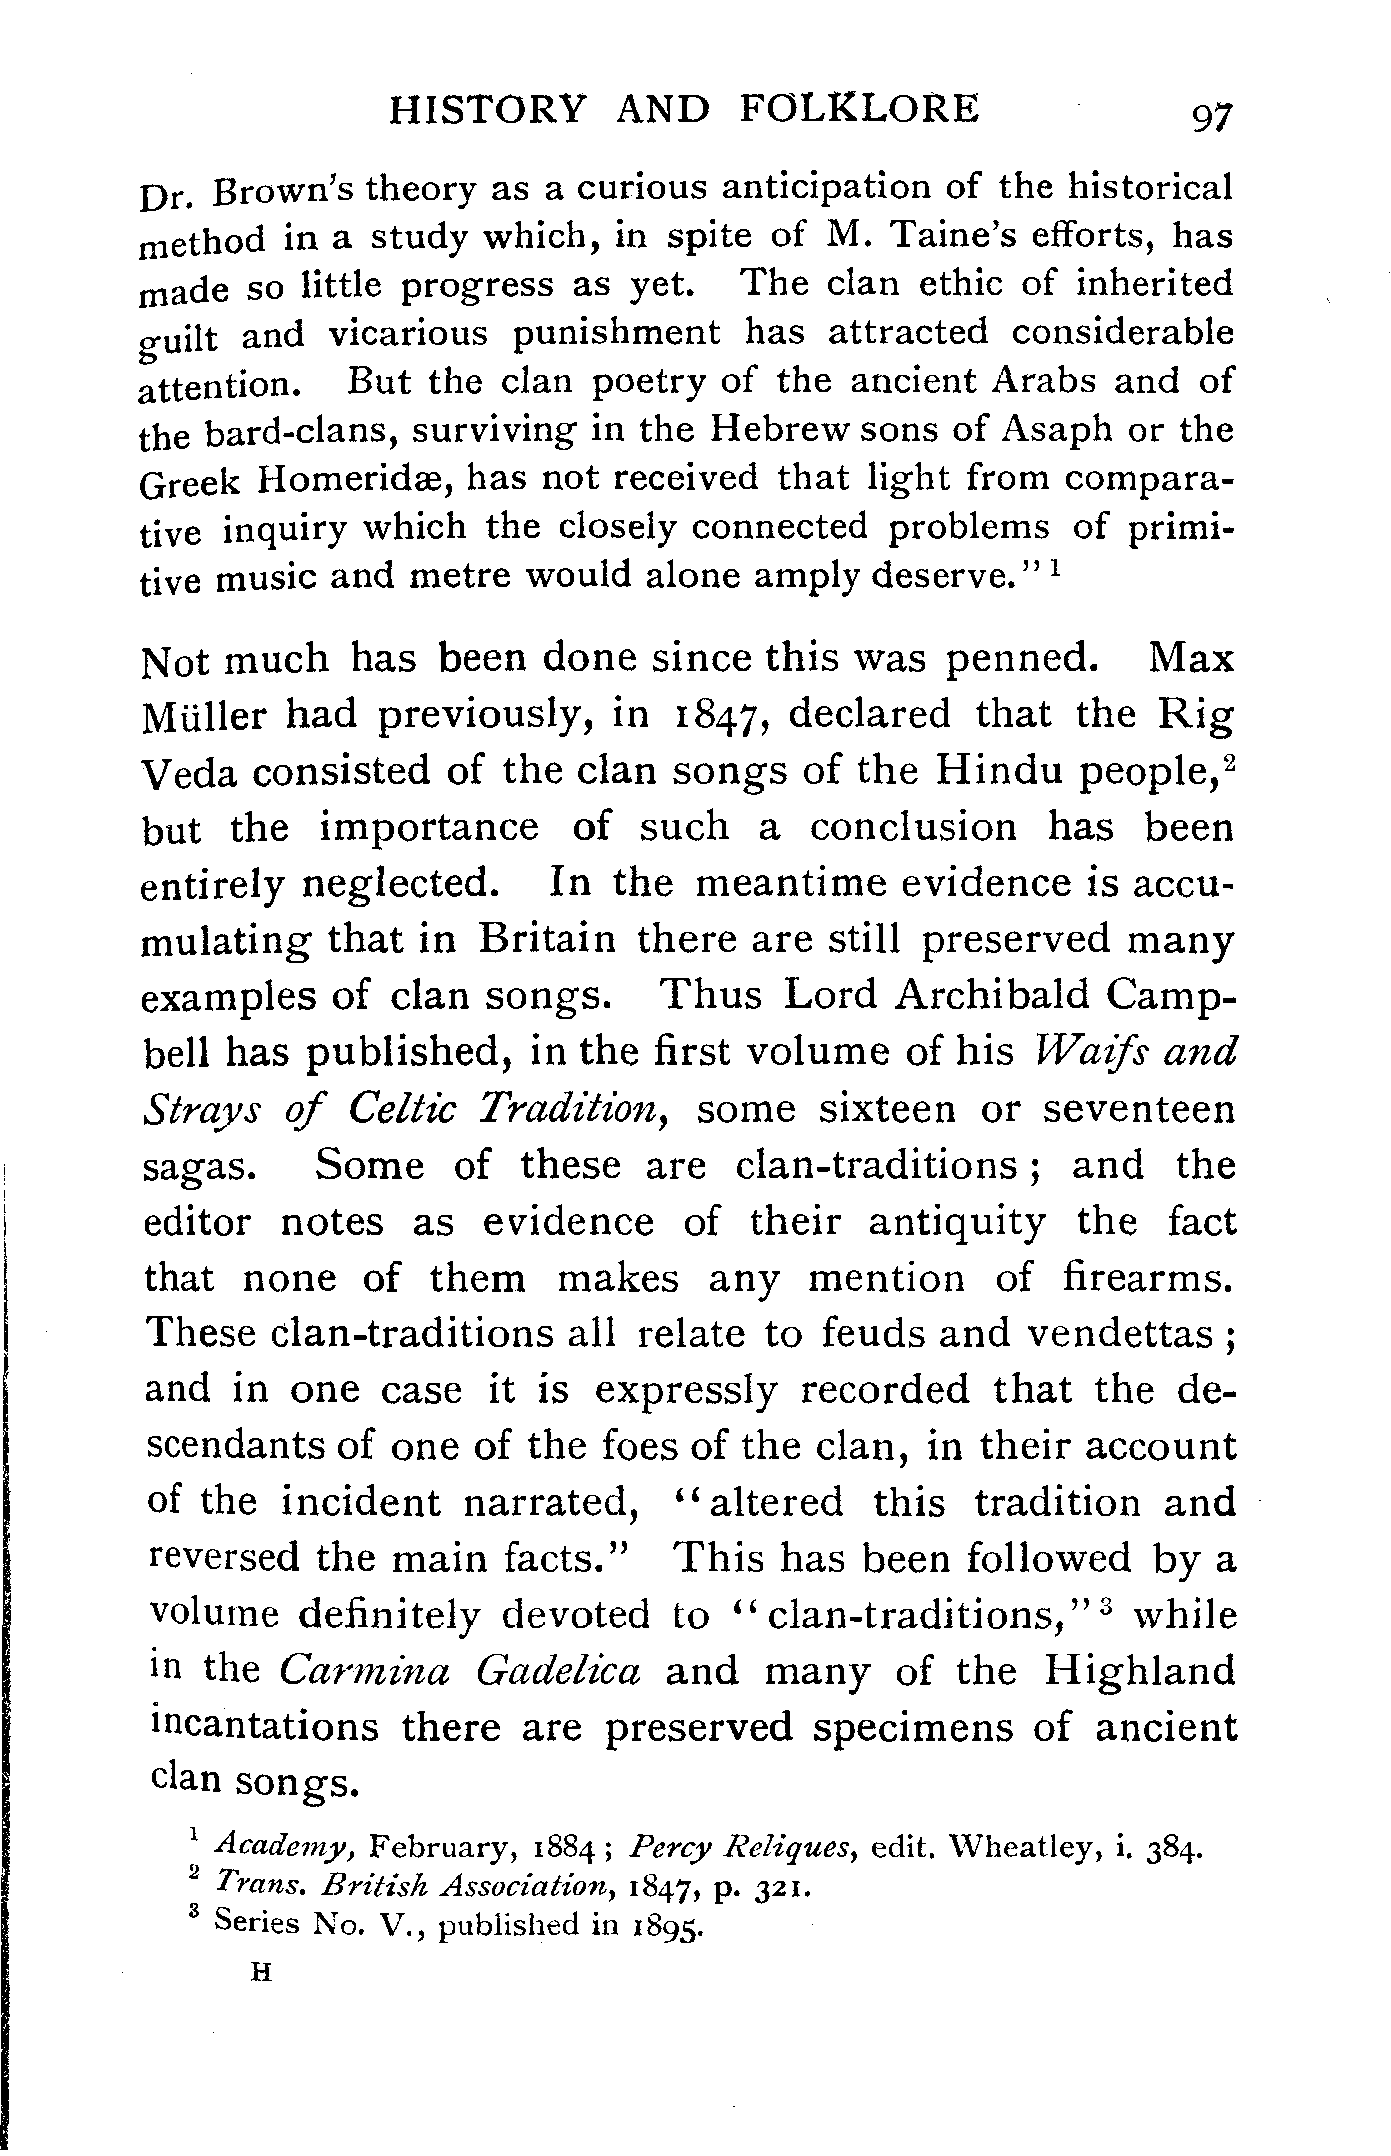 HISTORY AND FOLKLORE 97
Dr. Brown's theory as a curious anticipation of the historical
method in a study which, in spite of M. Taine's efforts, has
made so little progress as yet. The clan ethic of inherited
guilt and vicarious punishment has attracted considerable
attention. But the clan poetry of the ancient Arabs and of
the bard-clans, surviving in the Hebrew sons of Asaph or the
Greek Homeridæ, has not received that light from compara-
tive inquiry which the closely connected problems of primi-
tive music and metre would alone amply deserve." ¹
Not much has been done since this was penned. Max
Müller had previously, in 1847, declared that the Rig
Veda consisted of the clan songs of the Hindu people,²
but the importance of such a conclusion has been
entirely neglected. In the meantime evidence is accu-
mulating that in Britain there are still preserved many
examples of clan songs. Thus Lord Archibald Camp-
bell has published, in the first volume of his Waifs and
Strays of Celtic Tradition, some sixteen or seventeen
sagas. Some of these are clan-traditions ; and the
editor notes as evidence of their antiquity the fact
that none of them makes any mention of firearms.
These clan-traditions all relate to feuds and vendettas ;
and in one case it is expressly recorded that the de-
scendants of one of the foes of the clan, in their account
of the incident narrated, "altered this tradition and
reversed the main facts." This has been followed by a
volume definitely devoted to "clan-traditions," ³ while
in the Carmina Gadelica and many of the Highland
incantations there are preserved specimens of ancient
clan songs.
¹ Academy, February, 1884 ; Percy Reliques, edit. Wheatley, i. 384.
² Trans. British Association, 1847, p. 321.
³ Series No. V., published in 1895.
H